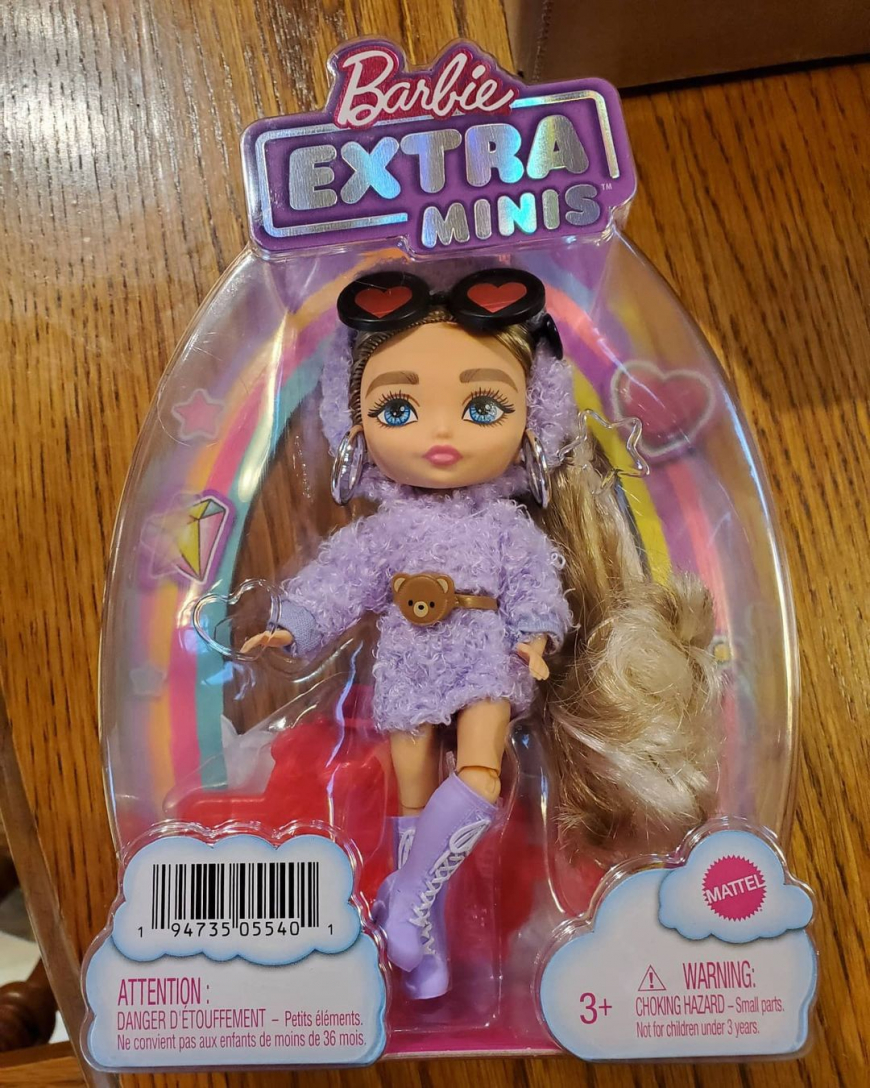 Barbie
EXTRA
MINIS™
1 94735 05540 1
ATTENTION :
DANGER D'ÉTOUFFEMENT – Petits éléments.
Ne convient pas aux enfants de moins de 36 mois.
MATTEL
3+
⚠ WARNING:
CHOKING HAZARD – Small parts.
Not for children under 3 years.